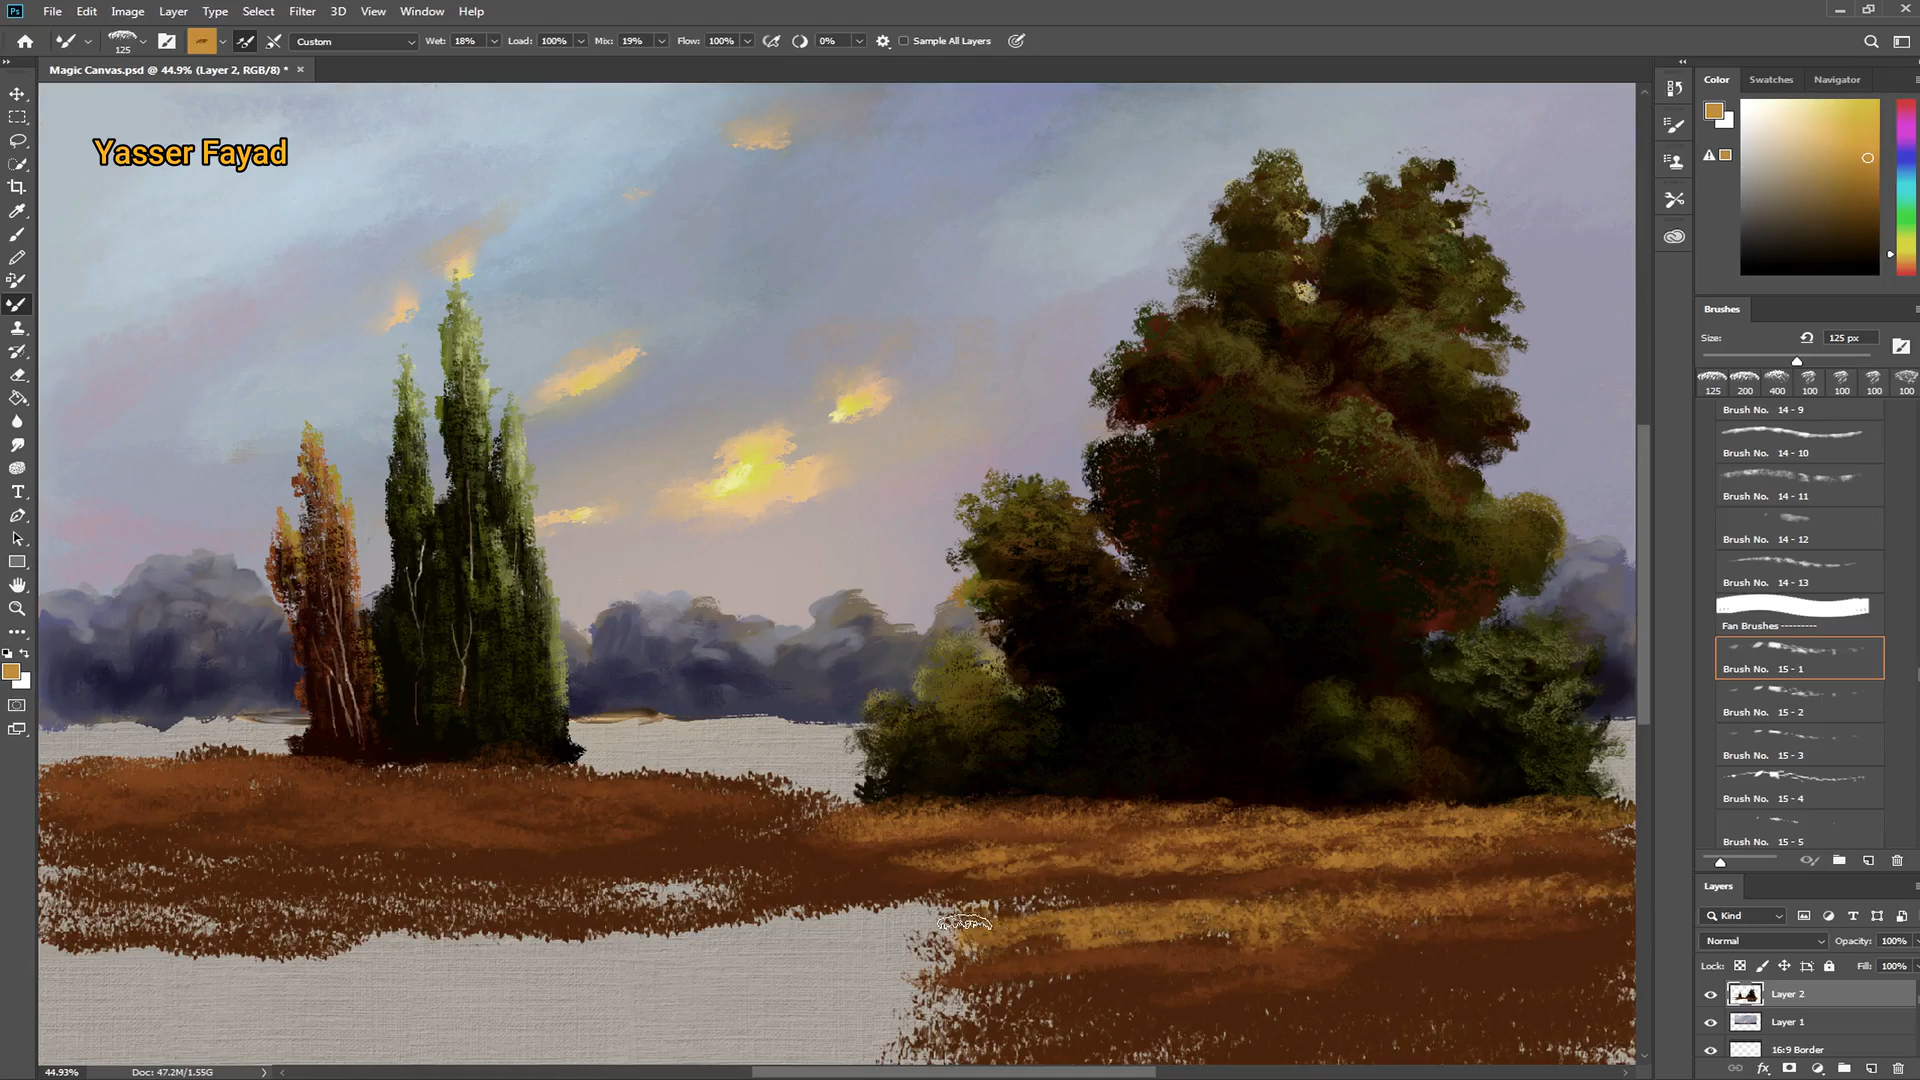 Ps File Edit Image Layer Type Select Filter 3D View Window Help
125 Custom Wet: 18% Load: 100% Mix: 19% Flow: 100% 0% Sample All Layers
Magic Canvas.psd @ 44.9% (Layer 2, RGB/8) *
Yasser Fayad
Color Swatches Navigator
Brushes
Size: 125 px
125 200 400 100 100 100 100
Brush No. 14 - 9
Brush No. 14 - 10
Brush No. 14 - 11
Brush No. 14 - 12
Brush No. 14 - 13
Fan Brushes ---------
Brush No. 15 - 1
Brush No. 15 - 2
Brush No. 15 - 3
Brush No. 15 - 4
Brush No. 15 - 5
Layers
Kind
Normal Opacity: 100%
Lock: Fill: 100%
Layer 2
Layer 1
16:9 Border
44.93% Doc: 47.2M/1.55G